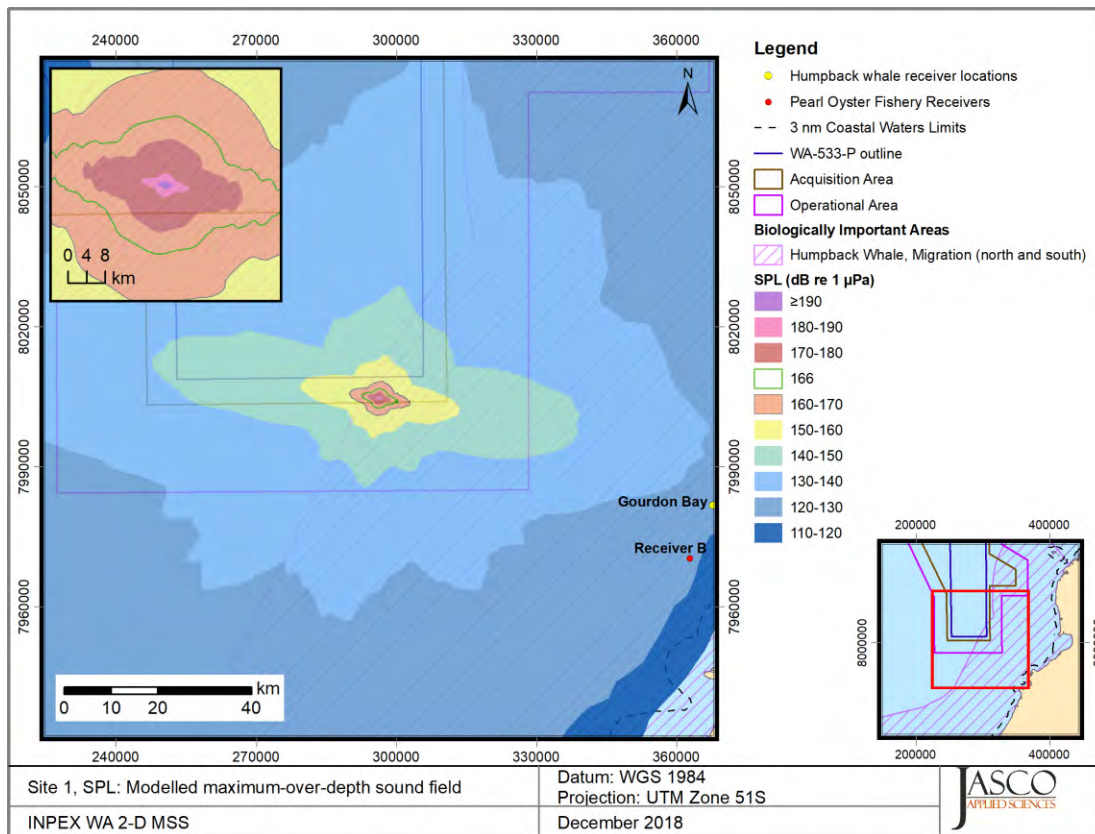 240000 270000 300000 330000 360000
8050000
8020000
7990000
7960000
N
0 4 8
km
Gourdon Bay
Receiver B
km
0 10 20 40
240000 270000 300000 330000 360000
Legend
Humpback whale receiver locations
Pearl Oyster Fishery Receivers
3 nm Coastal Waters Limits
WA-533-P outline
Acquisition Area
Operational Area
Biologically Important Areas
Humpback Whale, Migration (north and south)
SPL (dB re 1 µPa)
≥190
180-190
170-180
166
160-170
150-160
140-150
130-140
120-130
110-120
200000 400000
8000000
200000 400000
Site 1, SPL: Modelled maximum-over-depth sound field
INPEX WA 2-D MSS
Datum: WGS 1984
Projection: UTM Zone 51S
December 2018
JASCO
APPLIED SCIENCES